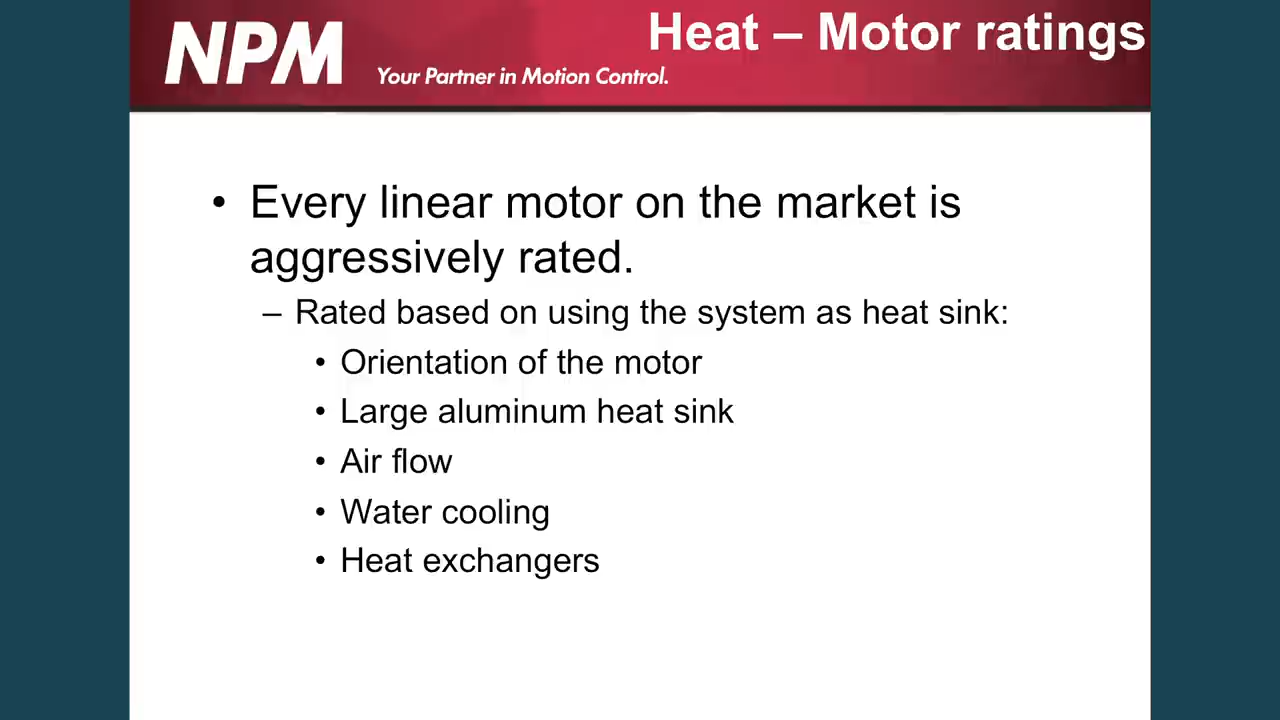 Heat – Motor ratings
NPM
Your Partner in Motion Control.
• Every linear motor on the market is
aggressively rated.
– Rated based on using the system as heat sink:
• Orientation of the motor
• Large aluminum heat sink
• Air flow
• Water cooling
• Heat exchangers